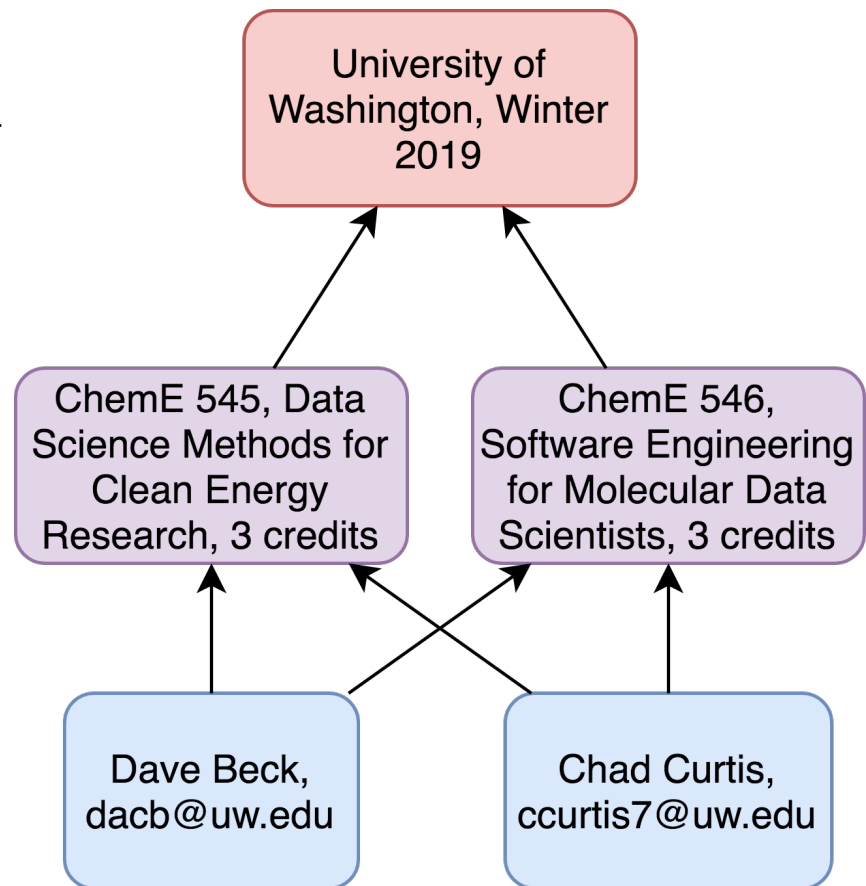 University of
Washington, Winter
2019
ChemE 545, Data
Science Methods for
Clean Energy
Research, 3 credits
ChemE 546,
Software Engineering
for Molecular Data
Scientists, 3 credits
Dave Beck,
dacb@uw.edu
Chad Curtis,
ccurtis7@uw.edu